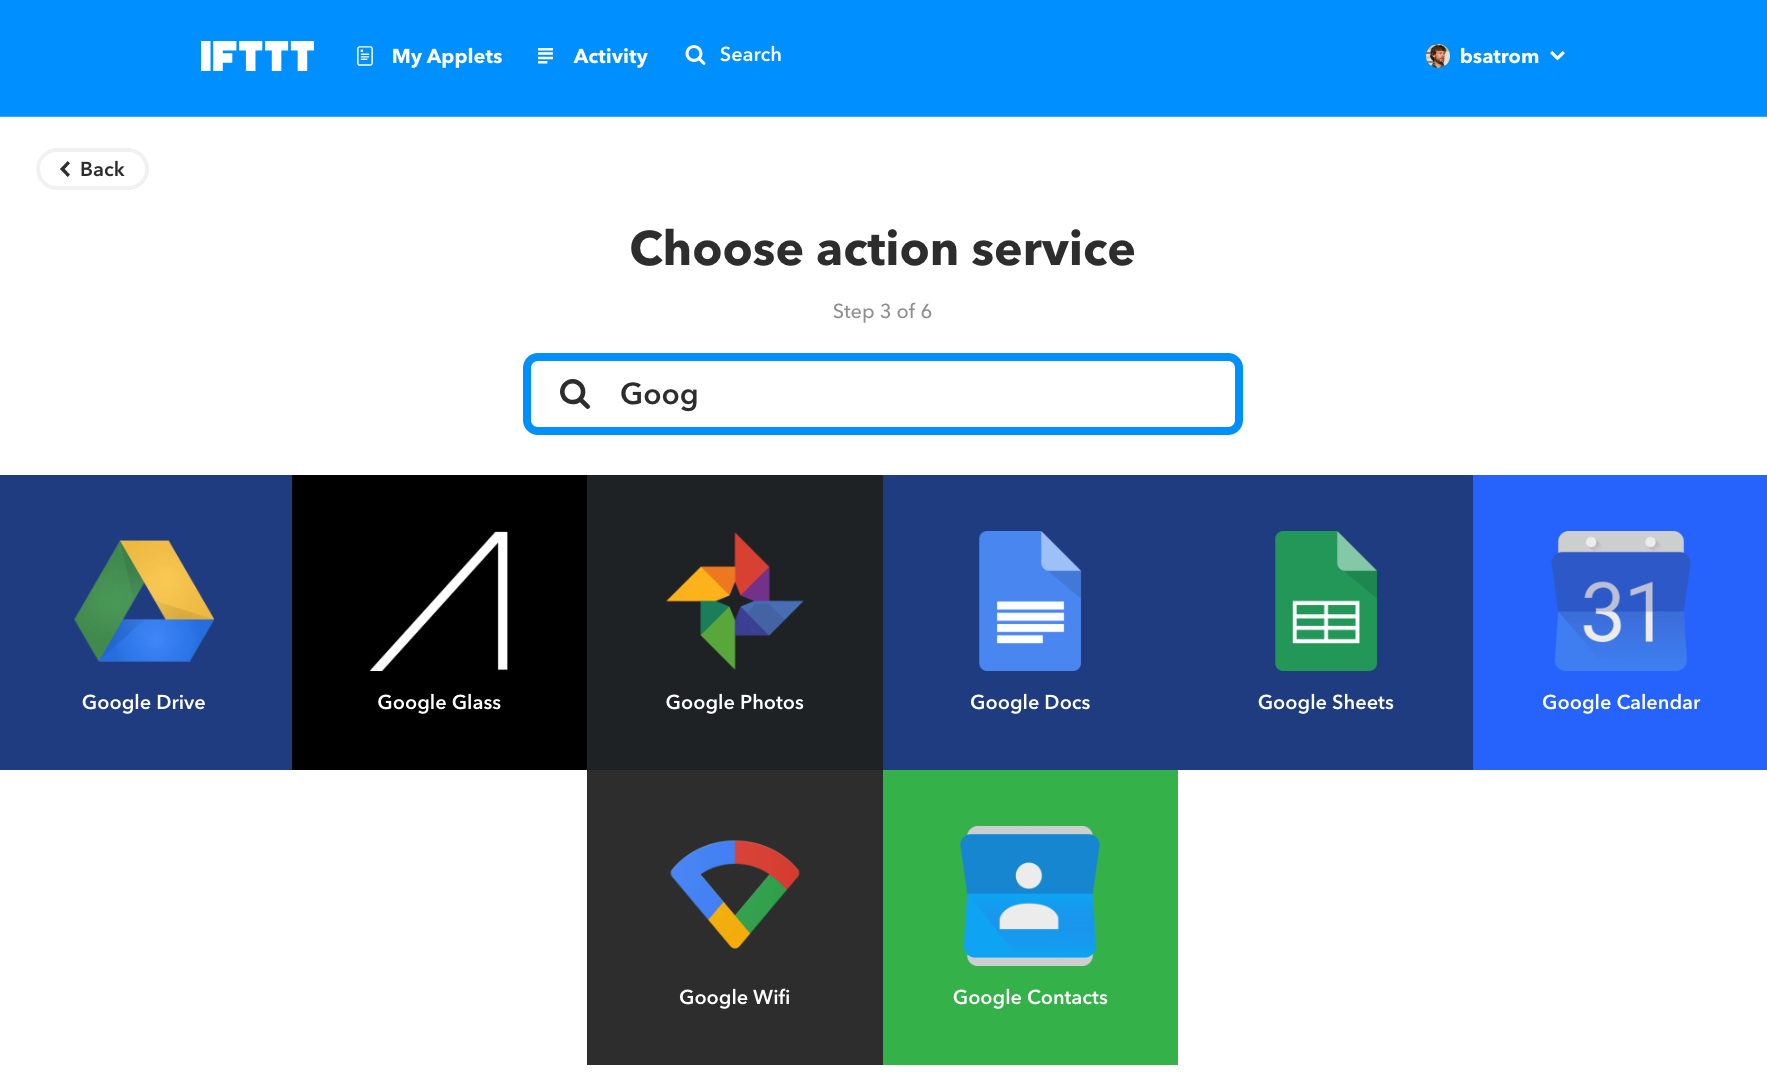 IFTTT My Applets Activity Search bsatrom
Back
Choose action service
Step 3 of 6
Goog
31
Google Drive Google Glass Google Photos Google Docs Google Sheets Google Calendar
Google Wifi Google Contacts